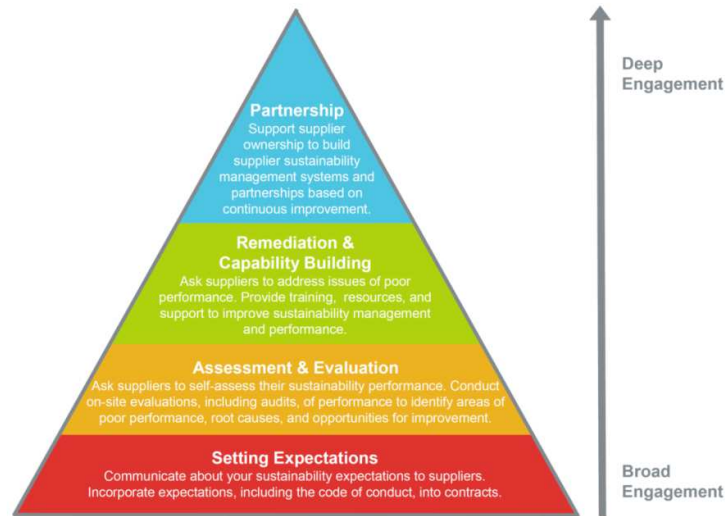 Partnership
Support supplier
ownership to build
supplier sustainability
management systems and
partnerships based on
continuous improvement.
Remediation &
Capability Building
Ask suppliers to address issues of poor
performance. Provide training, resources, and
support to improve sustainability management
and performance.
Assessment & Evaluation
Ask suppliers to self-assess their sustainability performance. Conduct
on-site evaluations, including audits, of performance to identify areas of
poor performance, root causes, and opportunities for improvement.
Setting Expectations
Communicate about your sustainability expectations to suppliers.
Incorporate expectations, including the code of conduct, into contracts.
Deep
Engagement
Broad
Engagement